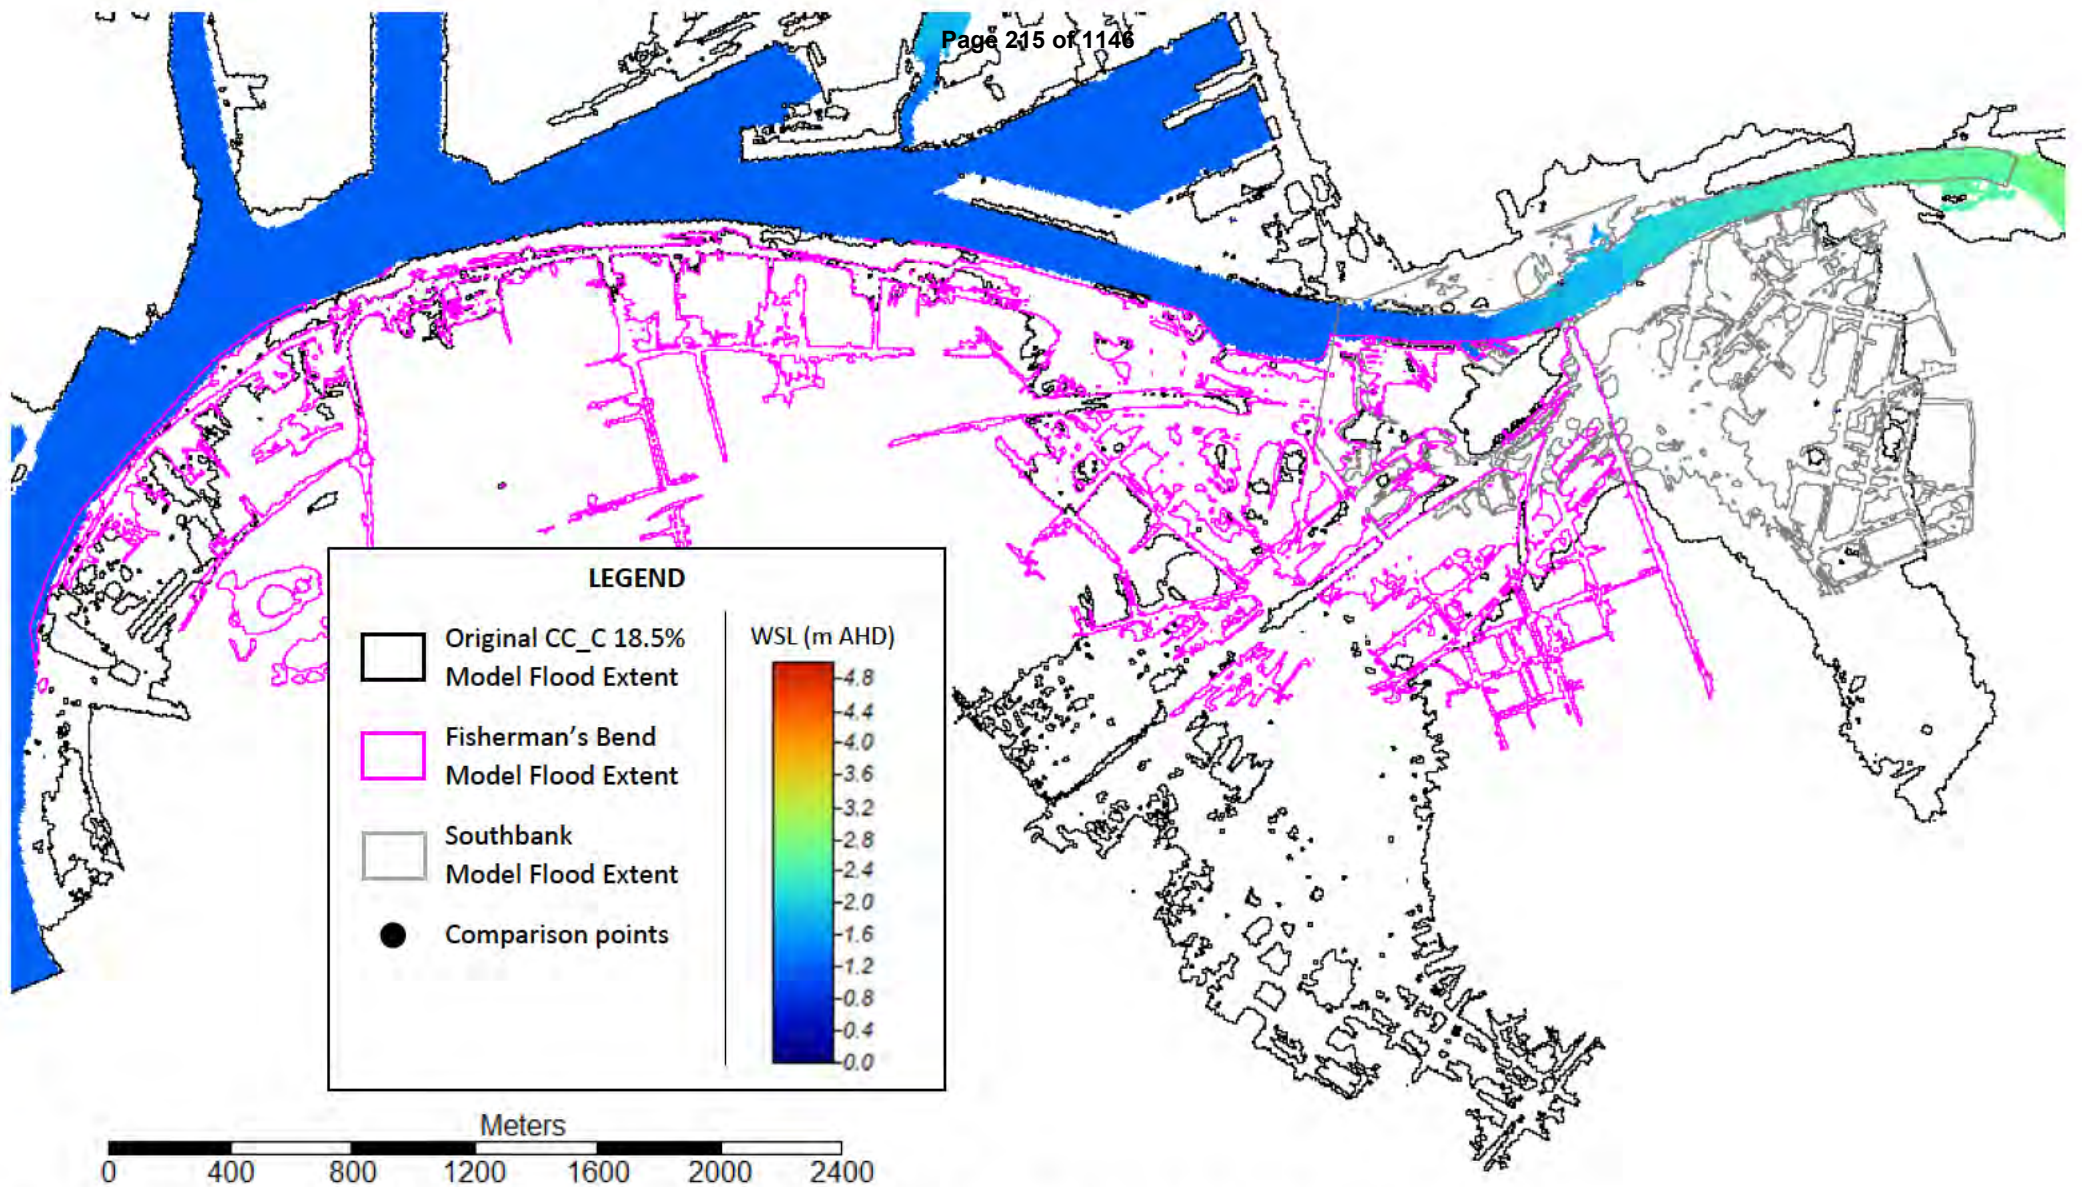 Page 215 of 1146
LEGEND
Original CC_C 18.5%
Model Flood Extent
Fisherman's Bend
Model Flood Extent
Southbank
Model Flood Extent
Comparison points
WSL (m AHD)
4.8
4.4
4.0
3.6
3.2
2.8
2.4
2.0
1.6
1.2
0.8
0.4
0.0
Meters
0 400 800 1200 1600 2000 2400